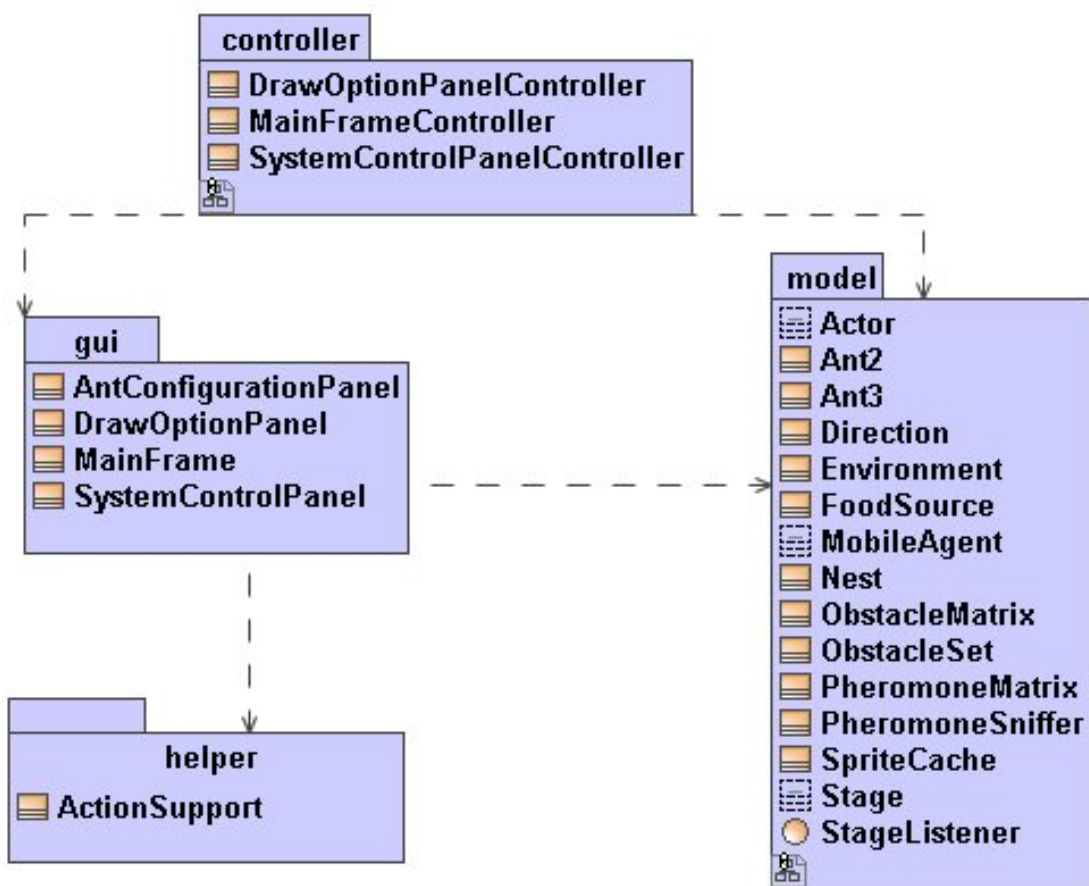 controller
DrawOptionPanelController
MainFrameController
SystemControlPanelController
gui
AntConfigurationPanel
DrawOptionPanel
MainFrame
SystemControlPanel
helper
ActionSupport
model
Actor
Ant2
Ant3
Direction
Environment
FoodSource
MobileAgent
Nest
ObstacleMatrix
ObstacleSet
PheromoneMatrix
PheromoneSniffer
SpriteCache
Stage
StageListener